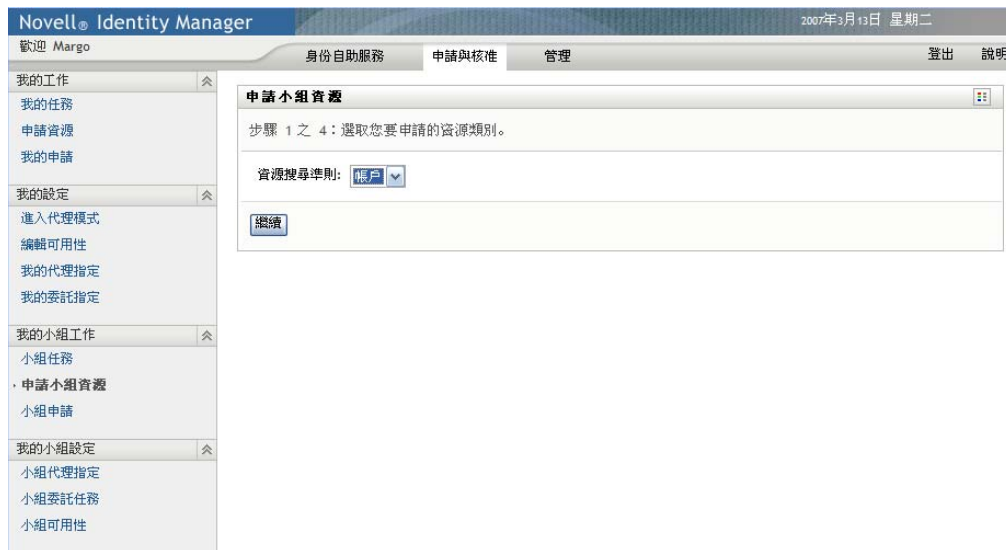 Novell® Identity Manager
2007年3月13日 星期二
歡迎 Margo
身份自助服務
申請與核准
管理
登出
說明
我的工作
我的任務
申請資源
我的申請
我的設定
進入代理模式
編輯可用性
我的代理指定
我的委託指定
我的小組工作
小組任務
申請小組資源
小組申請
我的小組設定
小組代理指定
小組委託任務
小組可用性
申請小組資源
步驟 1 之 4：選取您要申請的資源類別。
資源搜尋準則: 帳戶
繼續